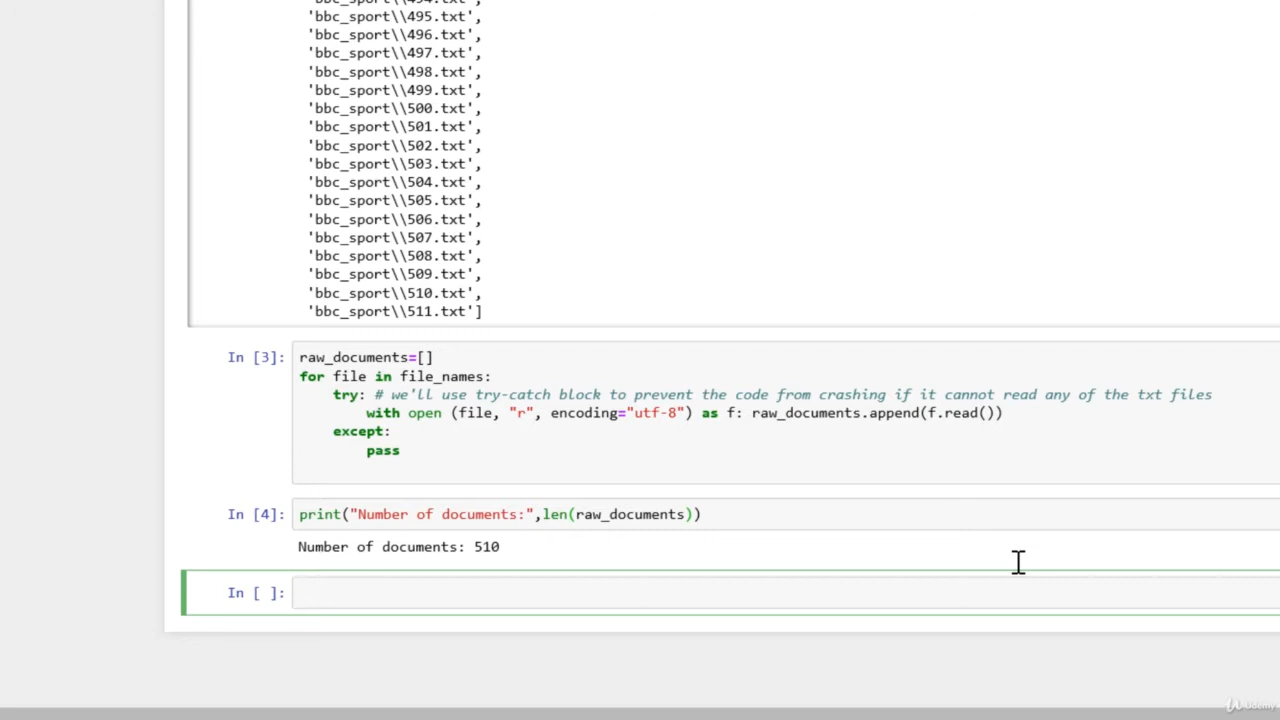 'bbc_sport\\494.txt',
'bbc_sport\\495.txt',
'bbc_sport\\496.txt',
'bbc_sport\\497.txt',
'bbc_sport\\498.txt',
'bbc_sport\\499.txt',
'bbc_sport\\500.txt',
'bbc_sport\\501.txt',
'bbc_sport\\502.txt',
'bbc_sport\\503.txt',
'bbc_sport\\504.txt',
'bbc_sport\\505.txt',
'bbc_sport\\506.txt',
'bbc_sport\\507.txt',
'bbc_sport\\508.txt',
'bbc_sport\\509.txt',
'bbc_sport\\510.txt',
'bbc_sport\\511.txt']
In [3]: raw_documents=[]
for file in file_names:
try: # we'll use try-catch block to prevent the code from crashing if it cannot read any of the txt files
with open (file, "r", encoding="utf-8") as f: raw_documents.append(f.read())
except:
pass
In [4]: print("Number of documents:",len(raw_documents))
Number of documents: 510
In [ ]:
Udemy